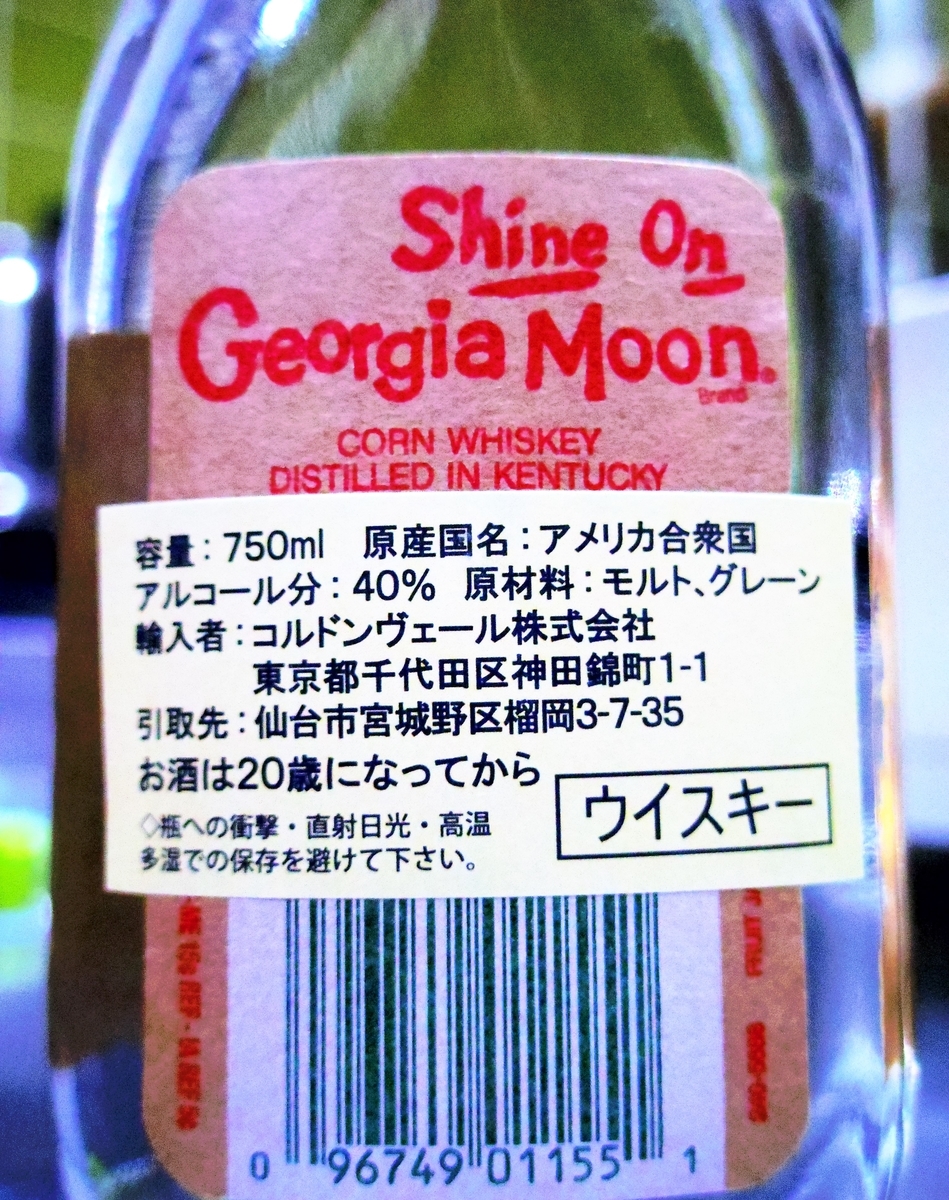 Shine On
Georgia Moon®
Brand
CORN WHISKEY
DISTILLED IN KENTUCKY
容量：750ml　原産国名：アメリカ合衆国
アルコール分：40%　原材料：モルト、グレーン
輸入者：コルドンヴェール株式会社
東京都千代田区神田錦町1-1
引取先：仙台市宮城野区榴岡3-7-35
お酒は20歳になってから
ウイスキー
◇瓶への衝撃・直射日光・高温
多湿での保存を避けて下さい。
ME 15¢ REF
FRUIT
0 96749 01155 1